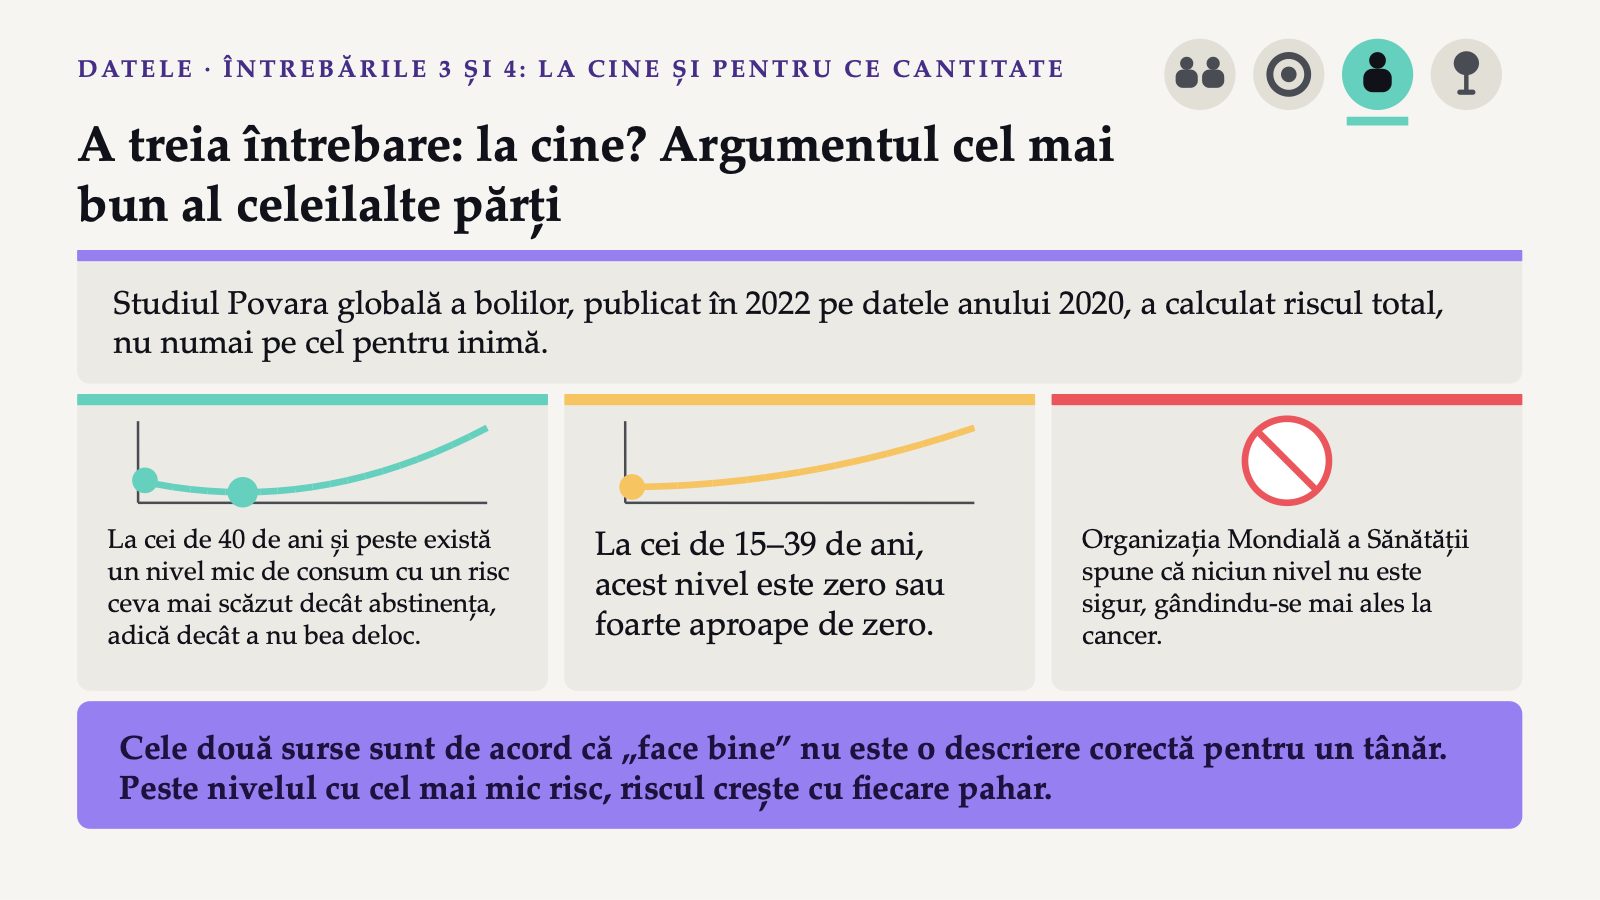 DATELE · ÎNTREBĂRILE 3 ȘI 4: LA CINE ȘI PENTRU CE CANTITATE
A treia întrebare: la cine? Argumentul cel mai
bun al celeilalte părți
Studiul Povara globală a bolilor, publicat în 2022 pe datele anului 2020, a calculat riscul total,
nu numai pe cel pentru inimă.
La cei de 40 de ani și peste există
un nivel mic de consum cu un risc
ceva mai scăzut decât abstinența,
adică decât a nu bea deloc.
La cei de 15–39 de ani,
acest nivel este zero sau
foarte aproape de zero.
Organizația Mondială a Sănătății
spune că niciun nivel nu este
sigur, gândindu-se mai ales la
cancer.
Cele două surse sunt de acord că „face bine” nu este o descriere corectă pentru un tânăr.
Peste nivelul cu cel mai mic risc, riscul crește cu fiecare pahar.